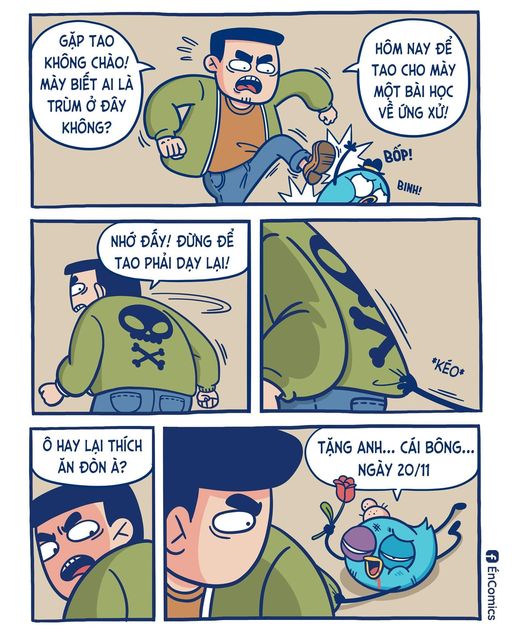 GẶP TAO
KHÔNG CHÀO!
MÀY BIẾT AI LÀ
TRÙM Ở ĐÂY
KHÔNG?
HÔM NAY ĐỂ
TAO CHO MÀY
MỘT BÀI HỌC
VỀ ỨNG XỬ!
BỐP!
BINH!
NHỚ ĐẤY! ĐỪNG ĐỂ
TAO PHẢI DẠY LẠI!
*KÉO*
Ô HAY LẠI THÍCH
ĂN ĐÒN À?
TẶNG ANH... CÁI BÔNG...
NGÀY 20/11
ÉnComics